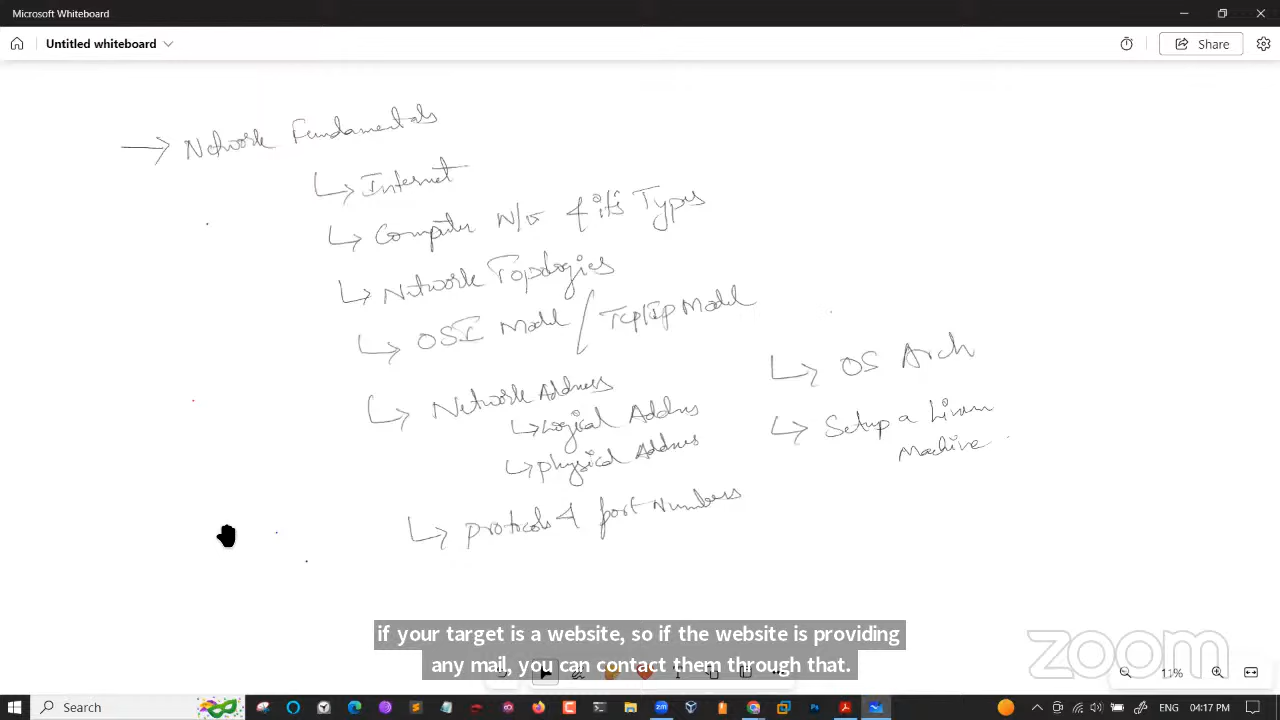 Microsoft Whiteboard
Untitled whiteboard
Share
→ Network Fundamentals
↳ Internet
↳ Computer N/w & it's Types
↳ Network Topologies
↳ OSI Model / Tcp/Ip Model
↳ OS Arch
↳ Network Address
↳ Logical Address
↳ Setup a Linux
Machine
↳ physical Address
↳ protocols & port Numbers
if your target is a website, so if the website is providing
any mail, you can contact them through that.
zoom
11%
Search
ENG 04:17 PM